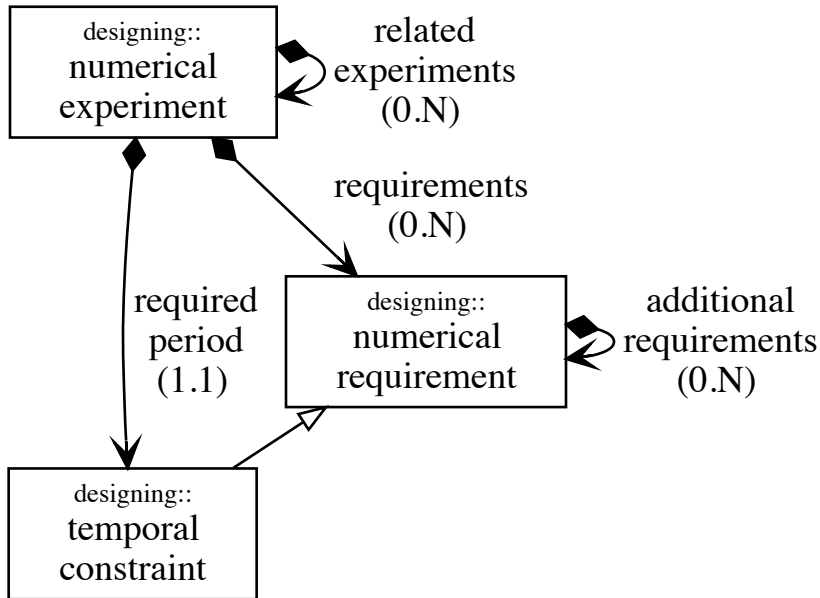 designing::
numerical
experiment
related
experiments
(0.N)
requirements
(0.N)
required
period
(1.1)
designing::
numerical
requirement
additional
requirements
(0.N)
designing::
temporal
constraint